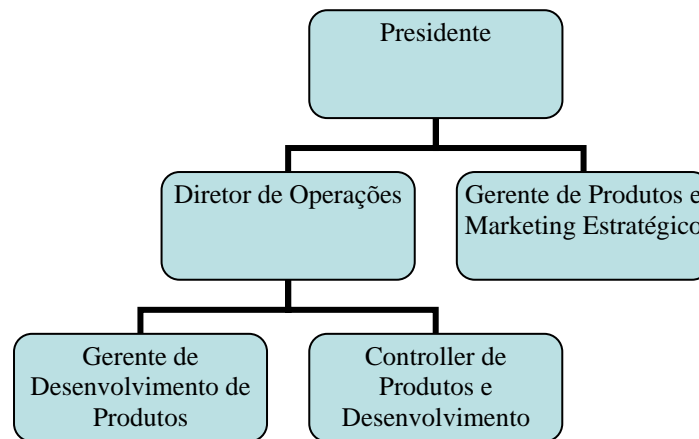 Presidente
Diretor de Operações
Gerente de Produtos e
Marketing Estratégico
Gerente de
Desenvolvimento de
Produtos
Controller de
Produtos e
Desenvolvimento